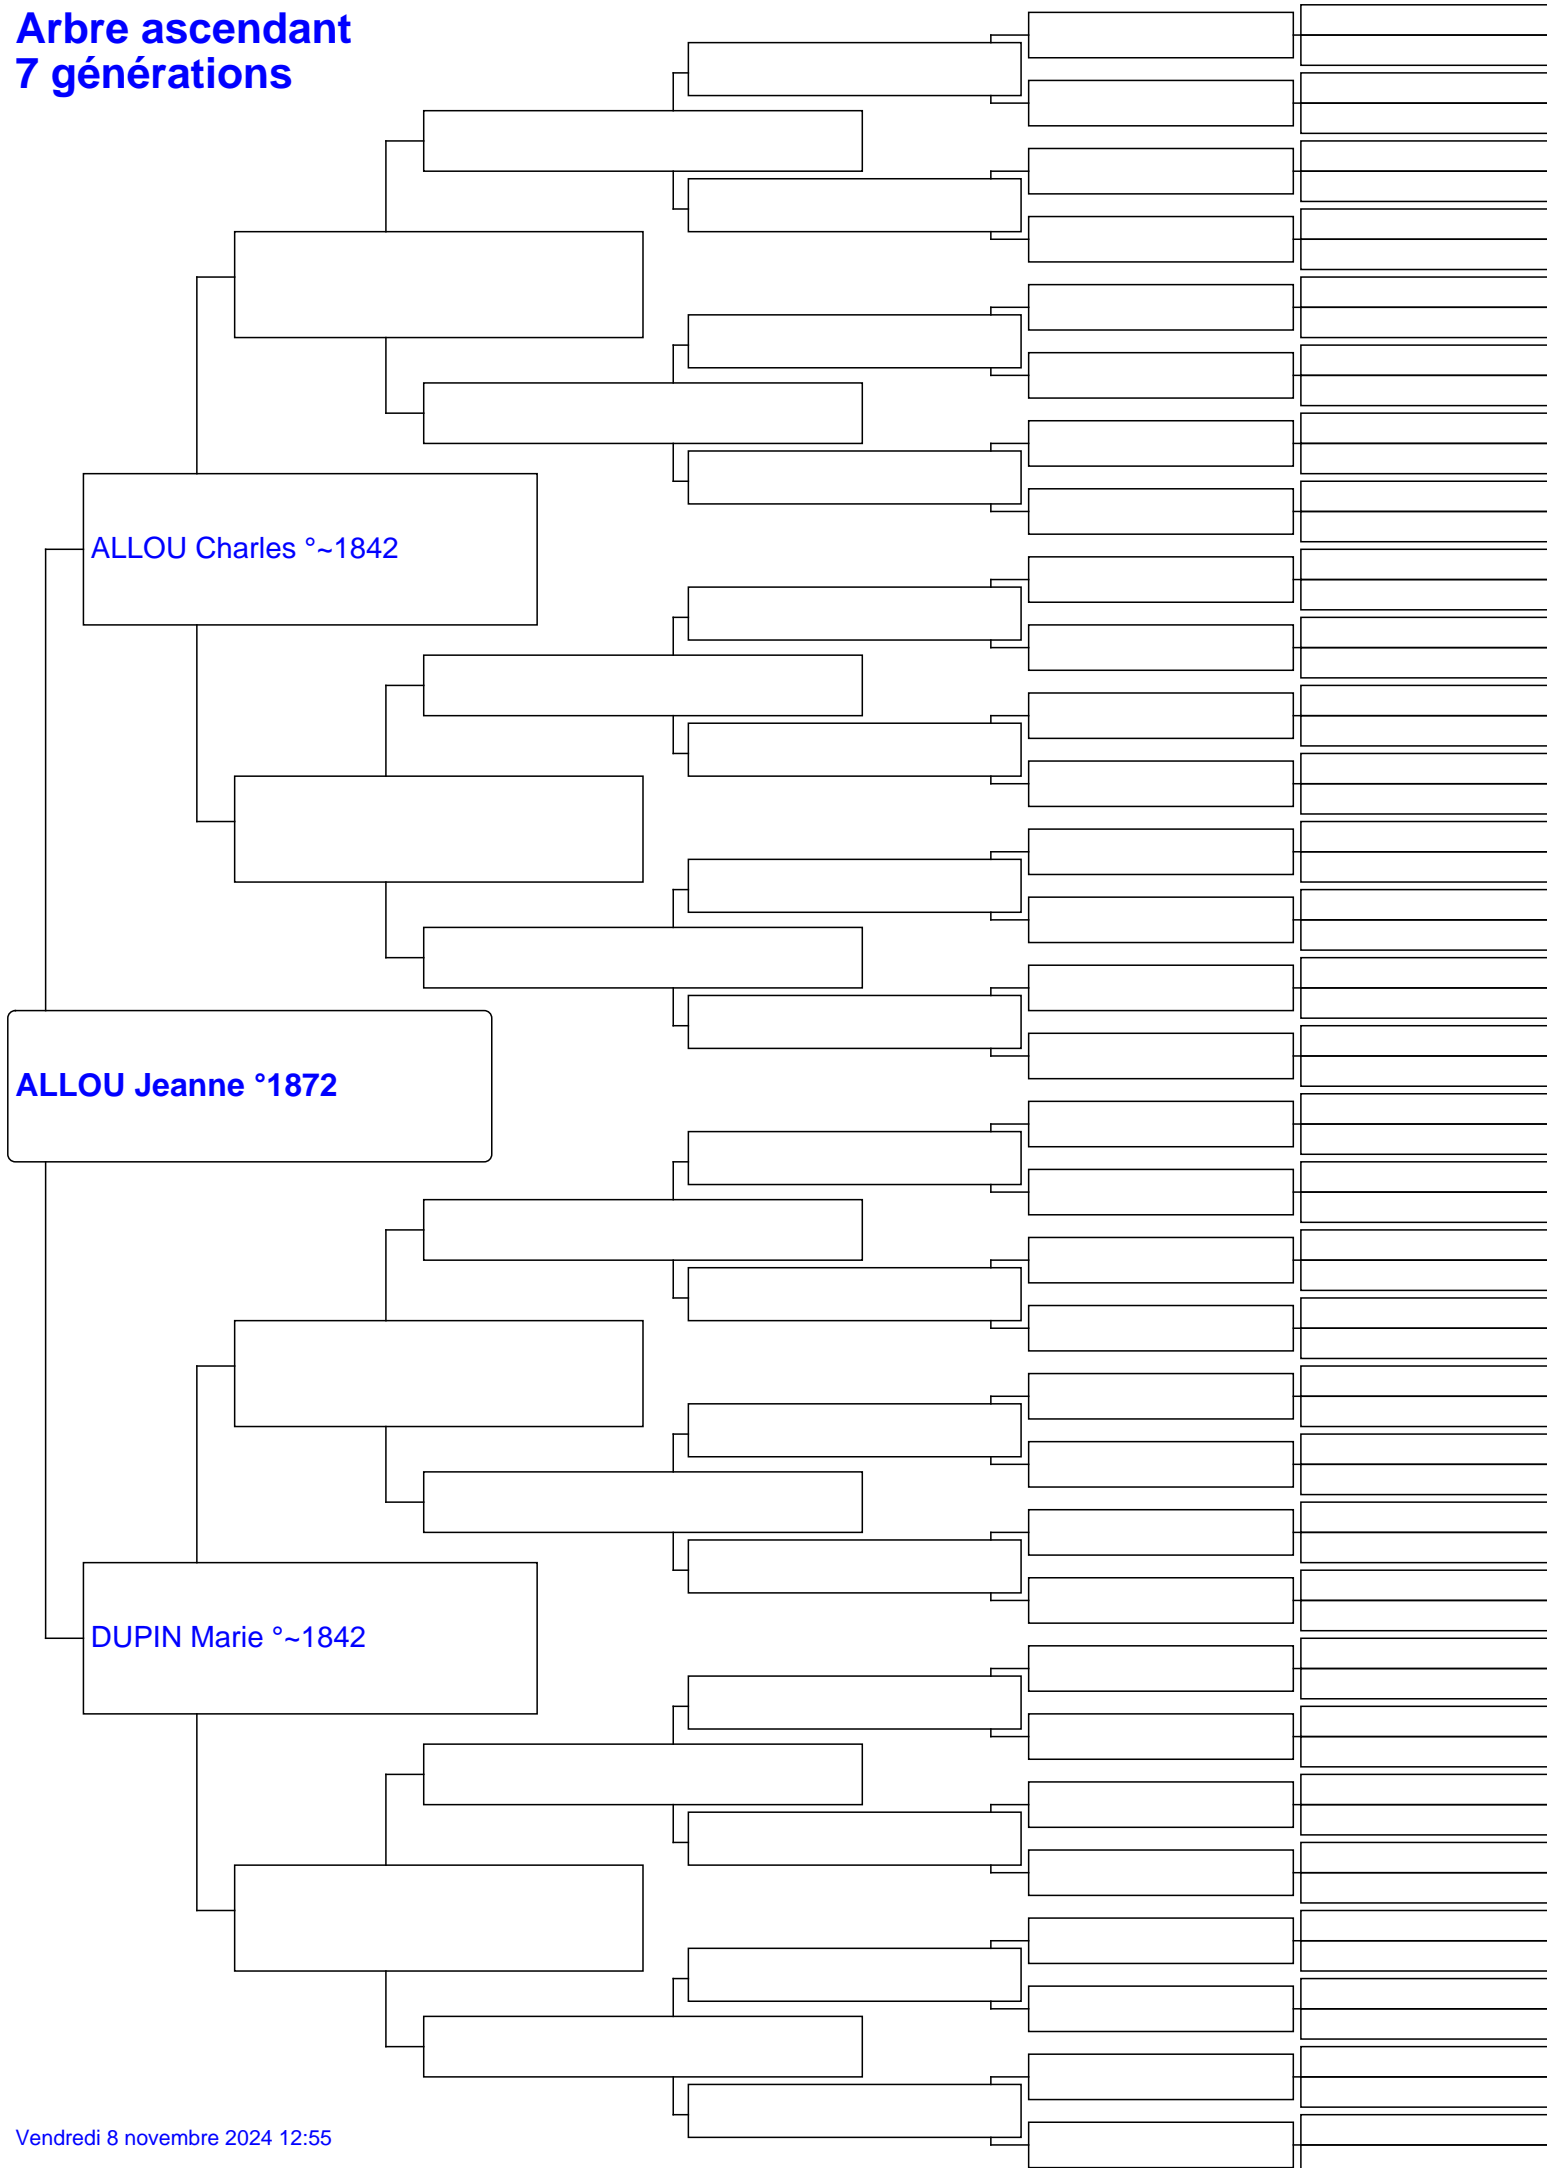 Arbre ascendant
7 générations
ALLOU Charles °~1842
ALLOU Jeanne °1872
DUPIN Marie °~1842
Vendredi 8 novembre 2024 12:55